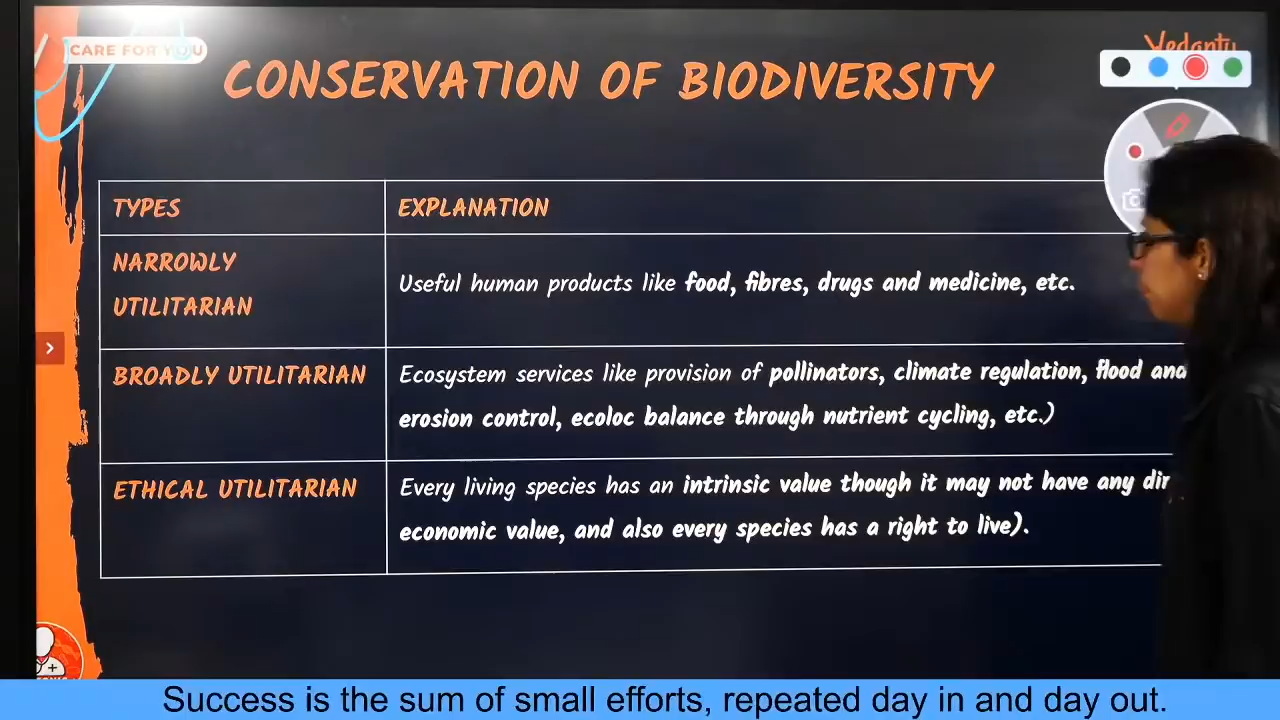 CARE FOR YOU
Vedantu
CONSERVATION OF BIODIVERSITY
TYPES
EXPLANATION
NARROWLY
UTILITARIAN
Useful human products like food, fibres, drugs and medicine, etc.
BROADLY UTILITARIAN
Ecosystem services like provision of pollinators, climate regulation, flood and
erosion control, ecoloc balance through nutrient cycling, etc.)
ETHICAL UTILITARIAN
Every living species has an intrinsic value though it may not have any
economic value, and also every species has a right to live).
Success is the sum of small efforts, repeated day in and day out.